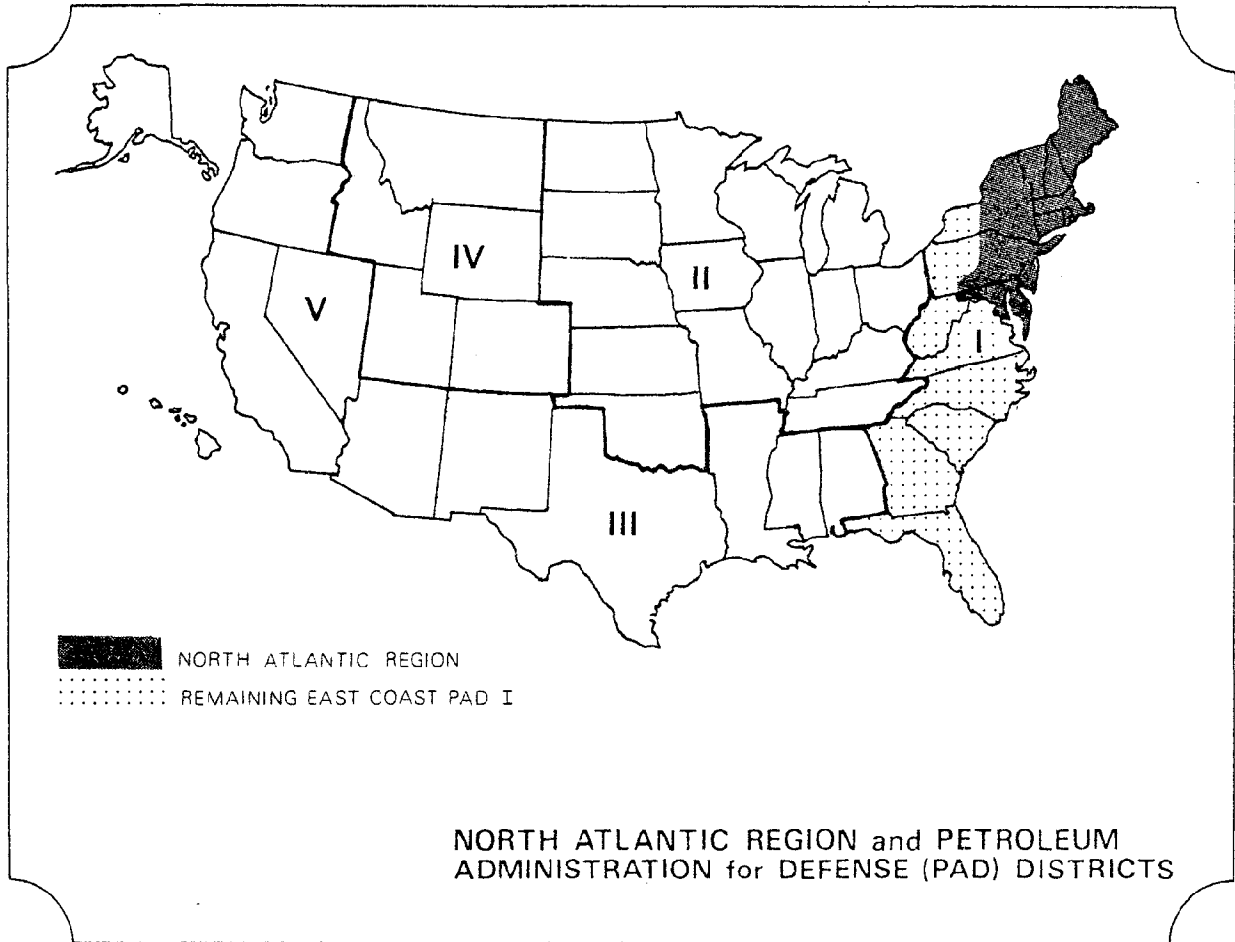 IV
II
V
I
III
NORTH ATLANTIC REGION
REMAINING EAST COAST PAD I
NORTH ATLANTIC REGION and PETROLEUM
ADMINISTRATION for DEFENSE (PAD) DISTRICTS